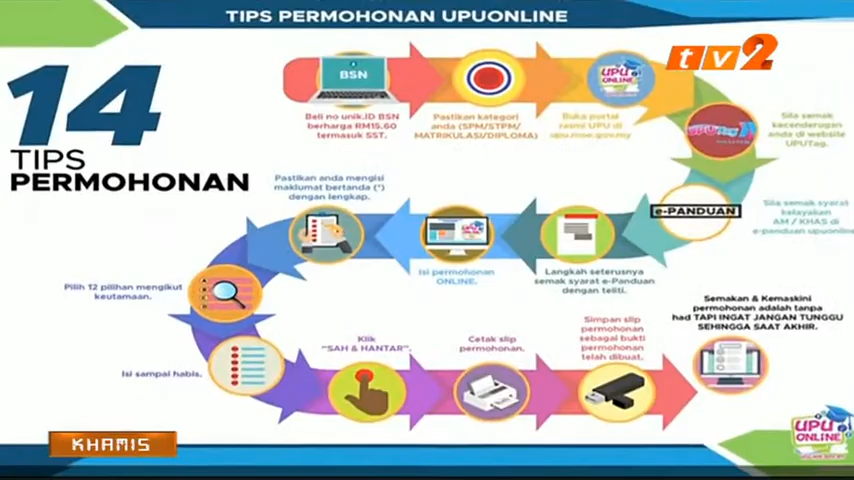 TIPS PERMOHONAN UPUONLINE
tv2
14
TIPS
PERMOHONAN
BSN
Beli no unik.ID BSN
berharga RM15.60
termasuk SST.
Pastikan kategori
anda (SPM/STPM/
MATRIKULASI/DIPLOMA)
UPU
ONLINE
Buka portal
rasmi UPU di
upu.moe.gov.my
UPUTag
Sila semak
kecenderungan
anda di website
UPUTag.
e-PANDUAN
Sila semak syarat
kelayakan
AM / KHAS di
e-panduan upuonline
Langkah seterusnya
semak syarat e-Panduan
dengan teliti.
Isi permohonan
ONLINE.
Pastikan anda mengisi
maklumat bertanda (*)
dengan lengkap.
Pilih 12 pilihan mengikut
keutamaan.
Isi sampai habis.
Klik
"SAH & HANTAR".
Cetak slip
permohonan.
Simpan slip
permohonan
sebagai bukti
permohonan
telah dibuat.
Semakan & Kemaskini
permohonan adalah tanpa
had TAPI INGAT JANGAN TUNGGU
SEHINGGA SAAT AKHIR.
KHAMIS
UPU
ONLINE